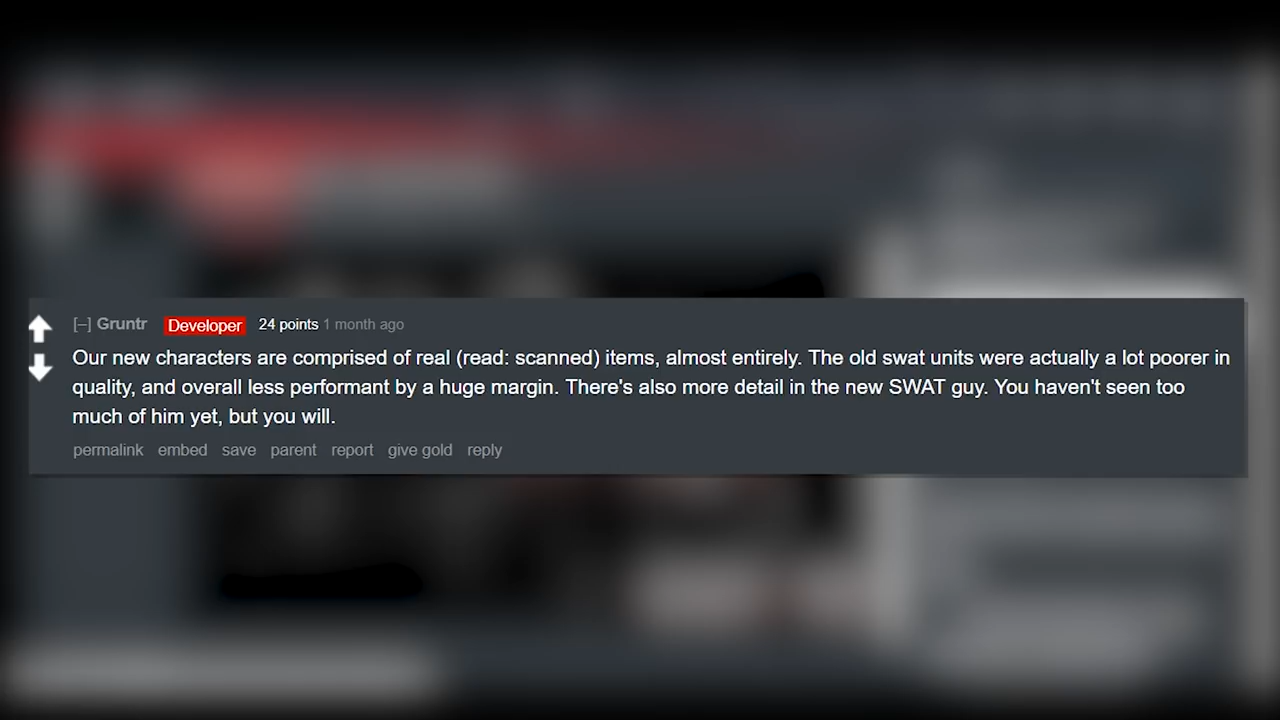 [–] Gruntr Developer 24 points 1 month ago
Our new characters are comprised of real (read: scanned) items, almost entirely. The old swat units were actually a lot poorer in
quality, and overall less performant by a huge margin. There's also more detail in the new SWAT guy. You haven't seen too
much of him yet, but you will.
permalink embed save parent report give gold reply